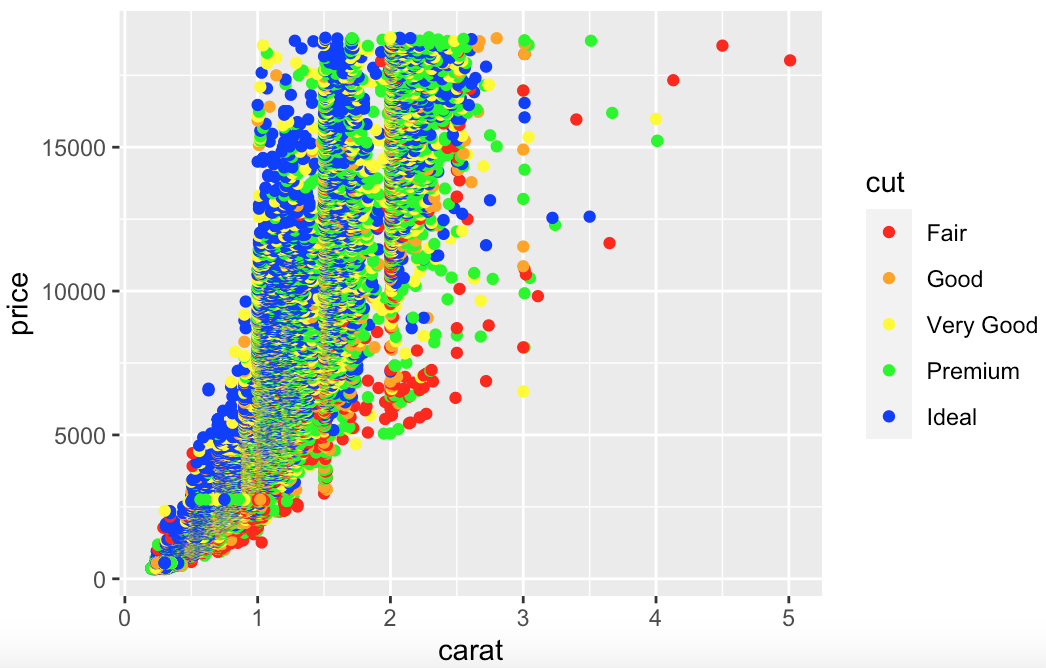 15000
10000
5000
0
price
0 1 2 3 4 5
carat
cut
Fair
Good
Very Good
Premium
Ideal